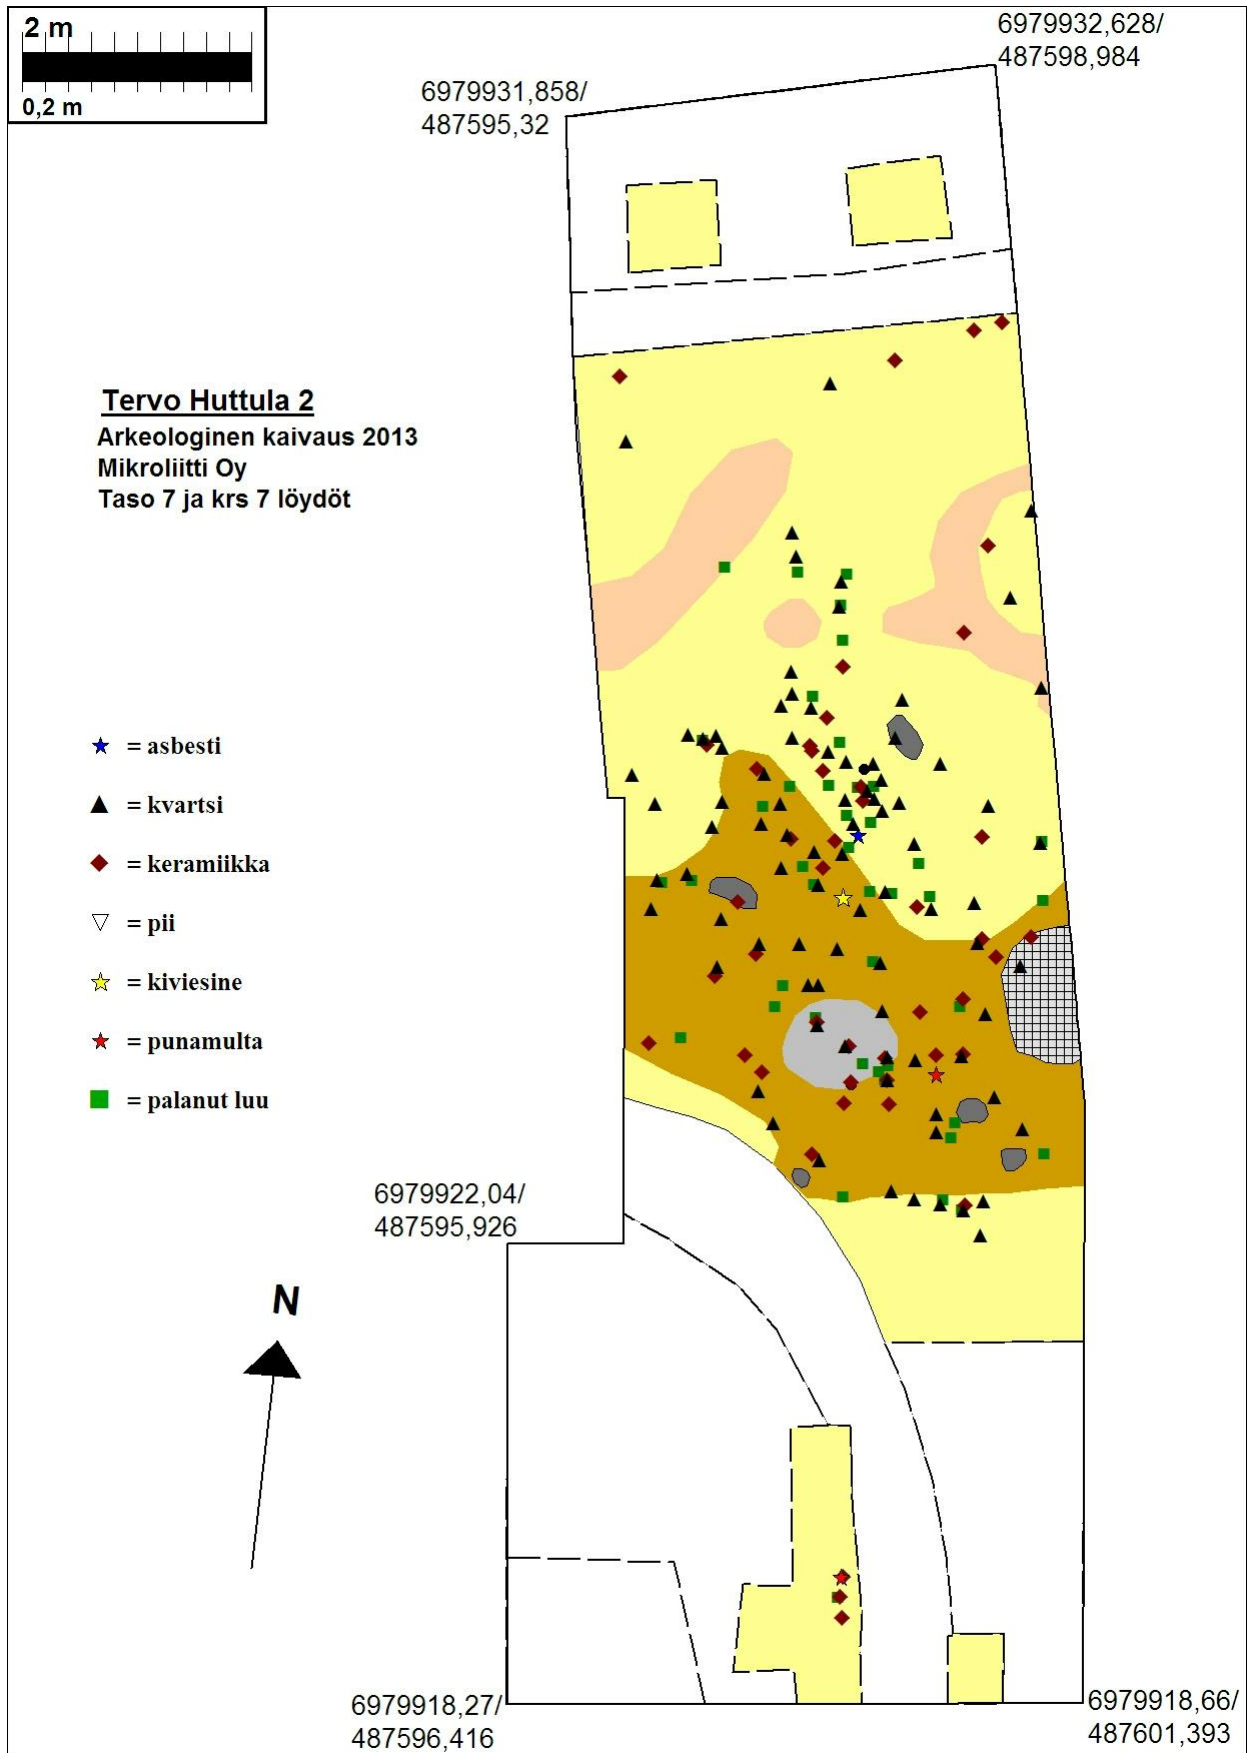 2 m
0,2 m
6979932,628/
487598,984
6979931,858/
487595,32
Tervo Huttula 2
Arkeologinen kaivaus 2013
Mikroliitti Oy
Taso 7 ja krs 7 löydöt
= asbesti
= kvartsi
= keramiikka
= pii
= kiviesine
= punamulta
= palanut luu
6979922,04/
487595,926
N
6979918,27/
487596,416
6979918,66/
487601,393